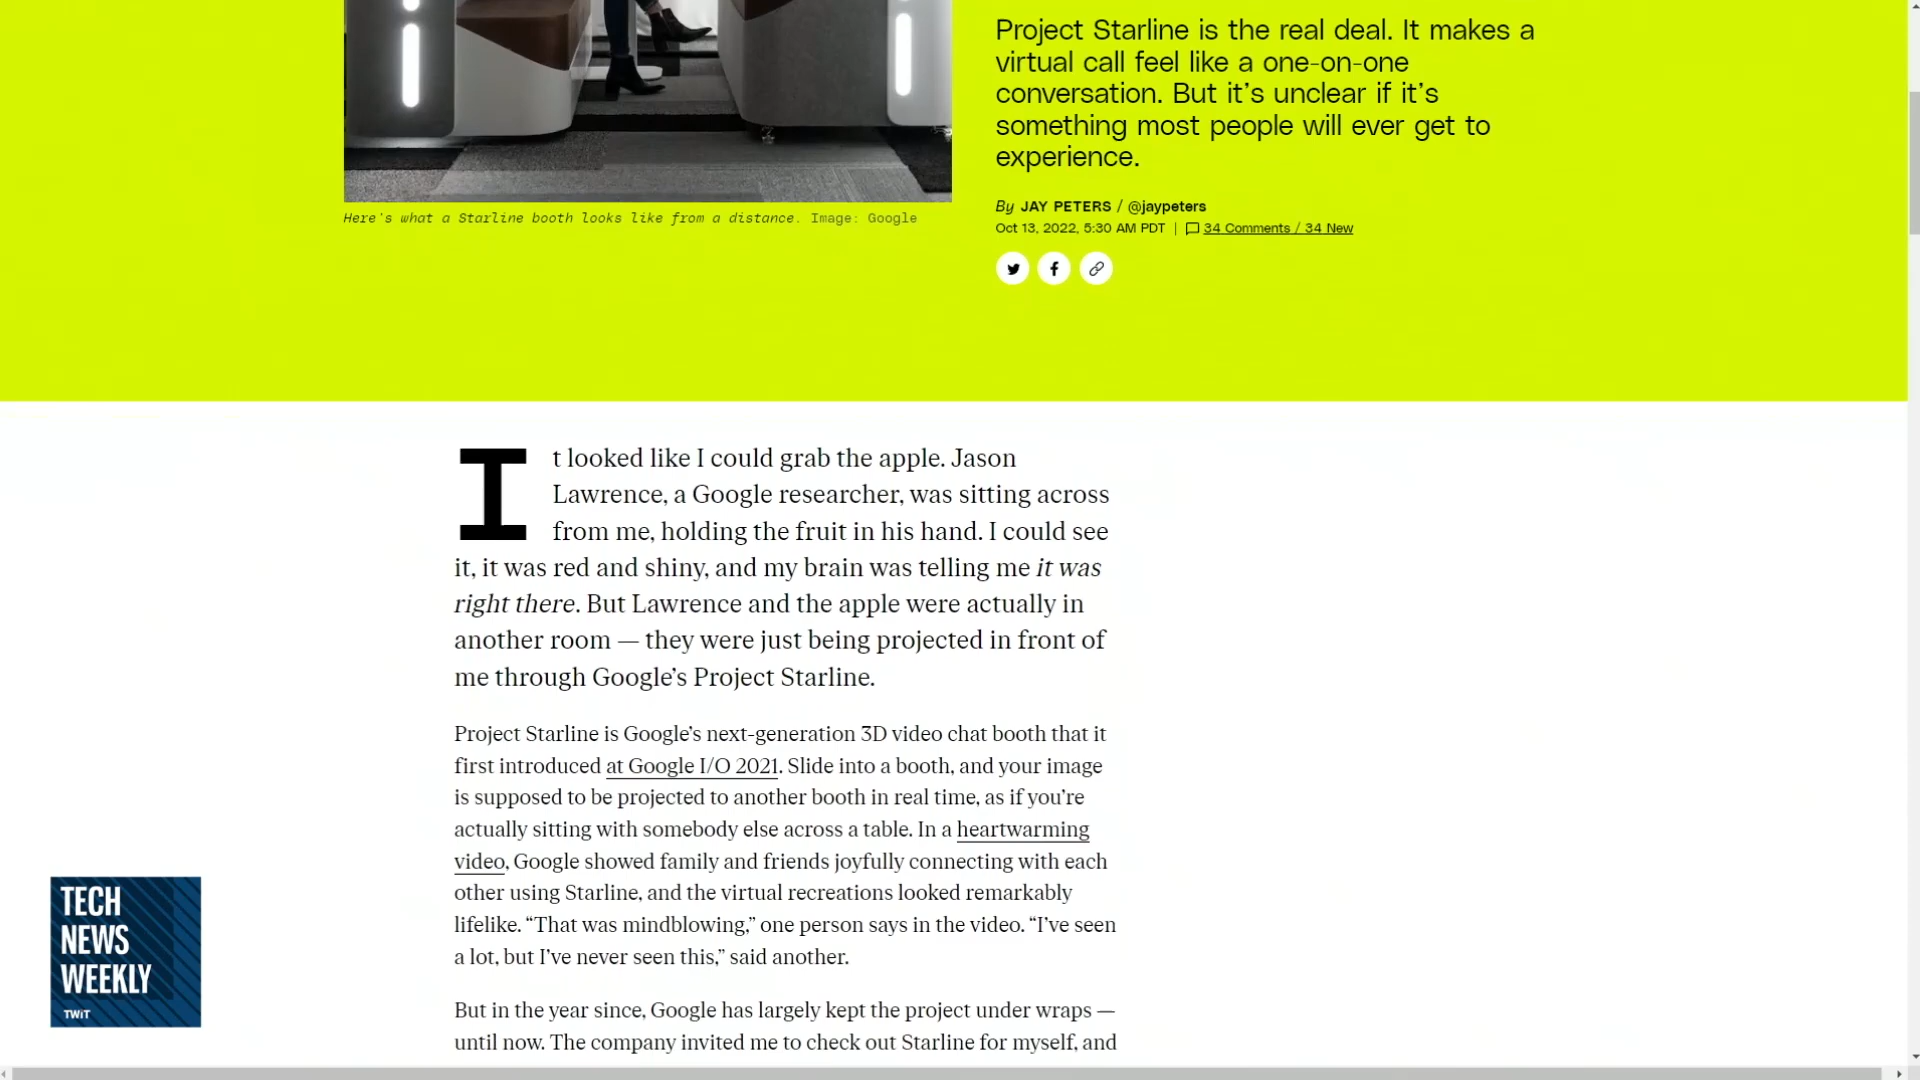 Project Starline is the real deal. It makes a
virtual call feel like a one-on-one
conversation. But it's unclear if it's
something most people will ever get to
experience.
Here's what a Starline booth looks like from a distance. Image: Google
By JAY PETERS / @jaypeters
Oct 13, 2022, 5:30 AM PDT | 34 Comments / 34 New
It looked like I could grab the apple. Jason
Lawrence, a Google researcher, was sitting across
from me, holding the fruit in his hand. I could see
it, it was red and shiny, and my brain was telling me it was
right there. But Lawrence and the apple were actually in
another room — they were just being projected in front of
me through Google's Project Starline.
Project Starline is Google's next-generation 3D video chat booth that it
first introduced at Google I/O 2021. Slide into a booth, and your image
is supposed to be projected to another booth in real time, as if you're
actually sitting with somebody else across a table. In a heartwarming
video, Google showed family and friends joyfully connecting with each
other using Starline, and the virtual recreations looked remarkably
lifelike. “That was mindblowing,” one person says in the video. “I've seen
a lot, but I've never seen this,” said another.
But in the year since, Google has largely kept the project under wraps —
until now. The company invited me to check out Starline for myself, and
TECH
NEWS
WEEKLY
TWiT